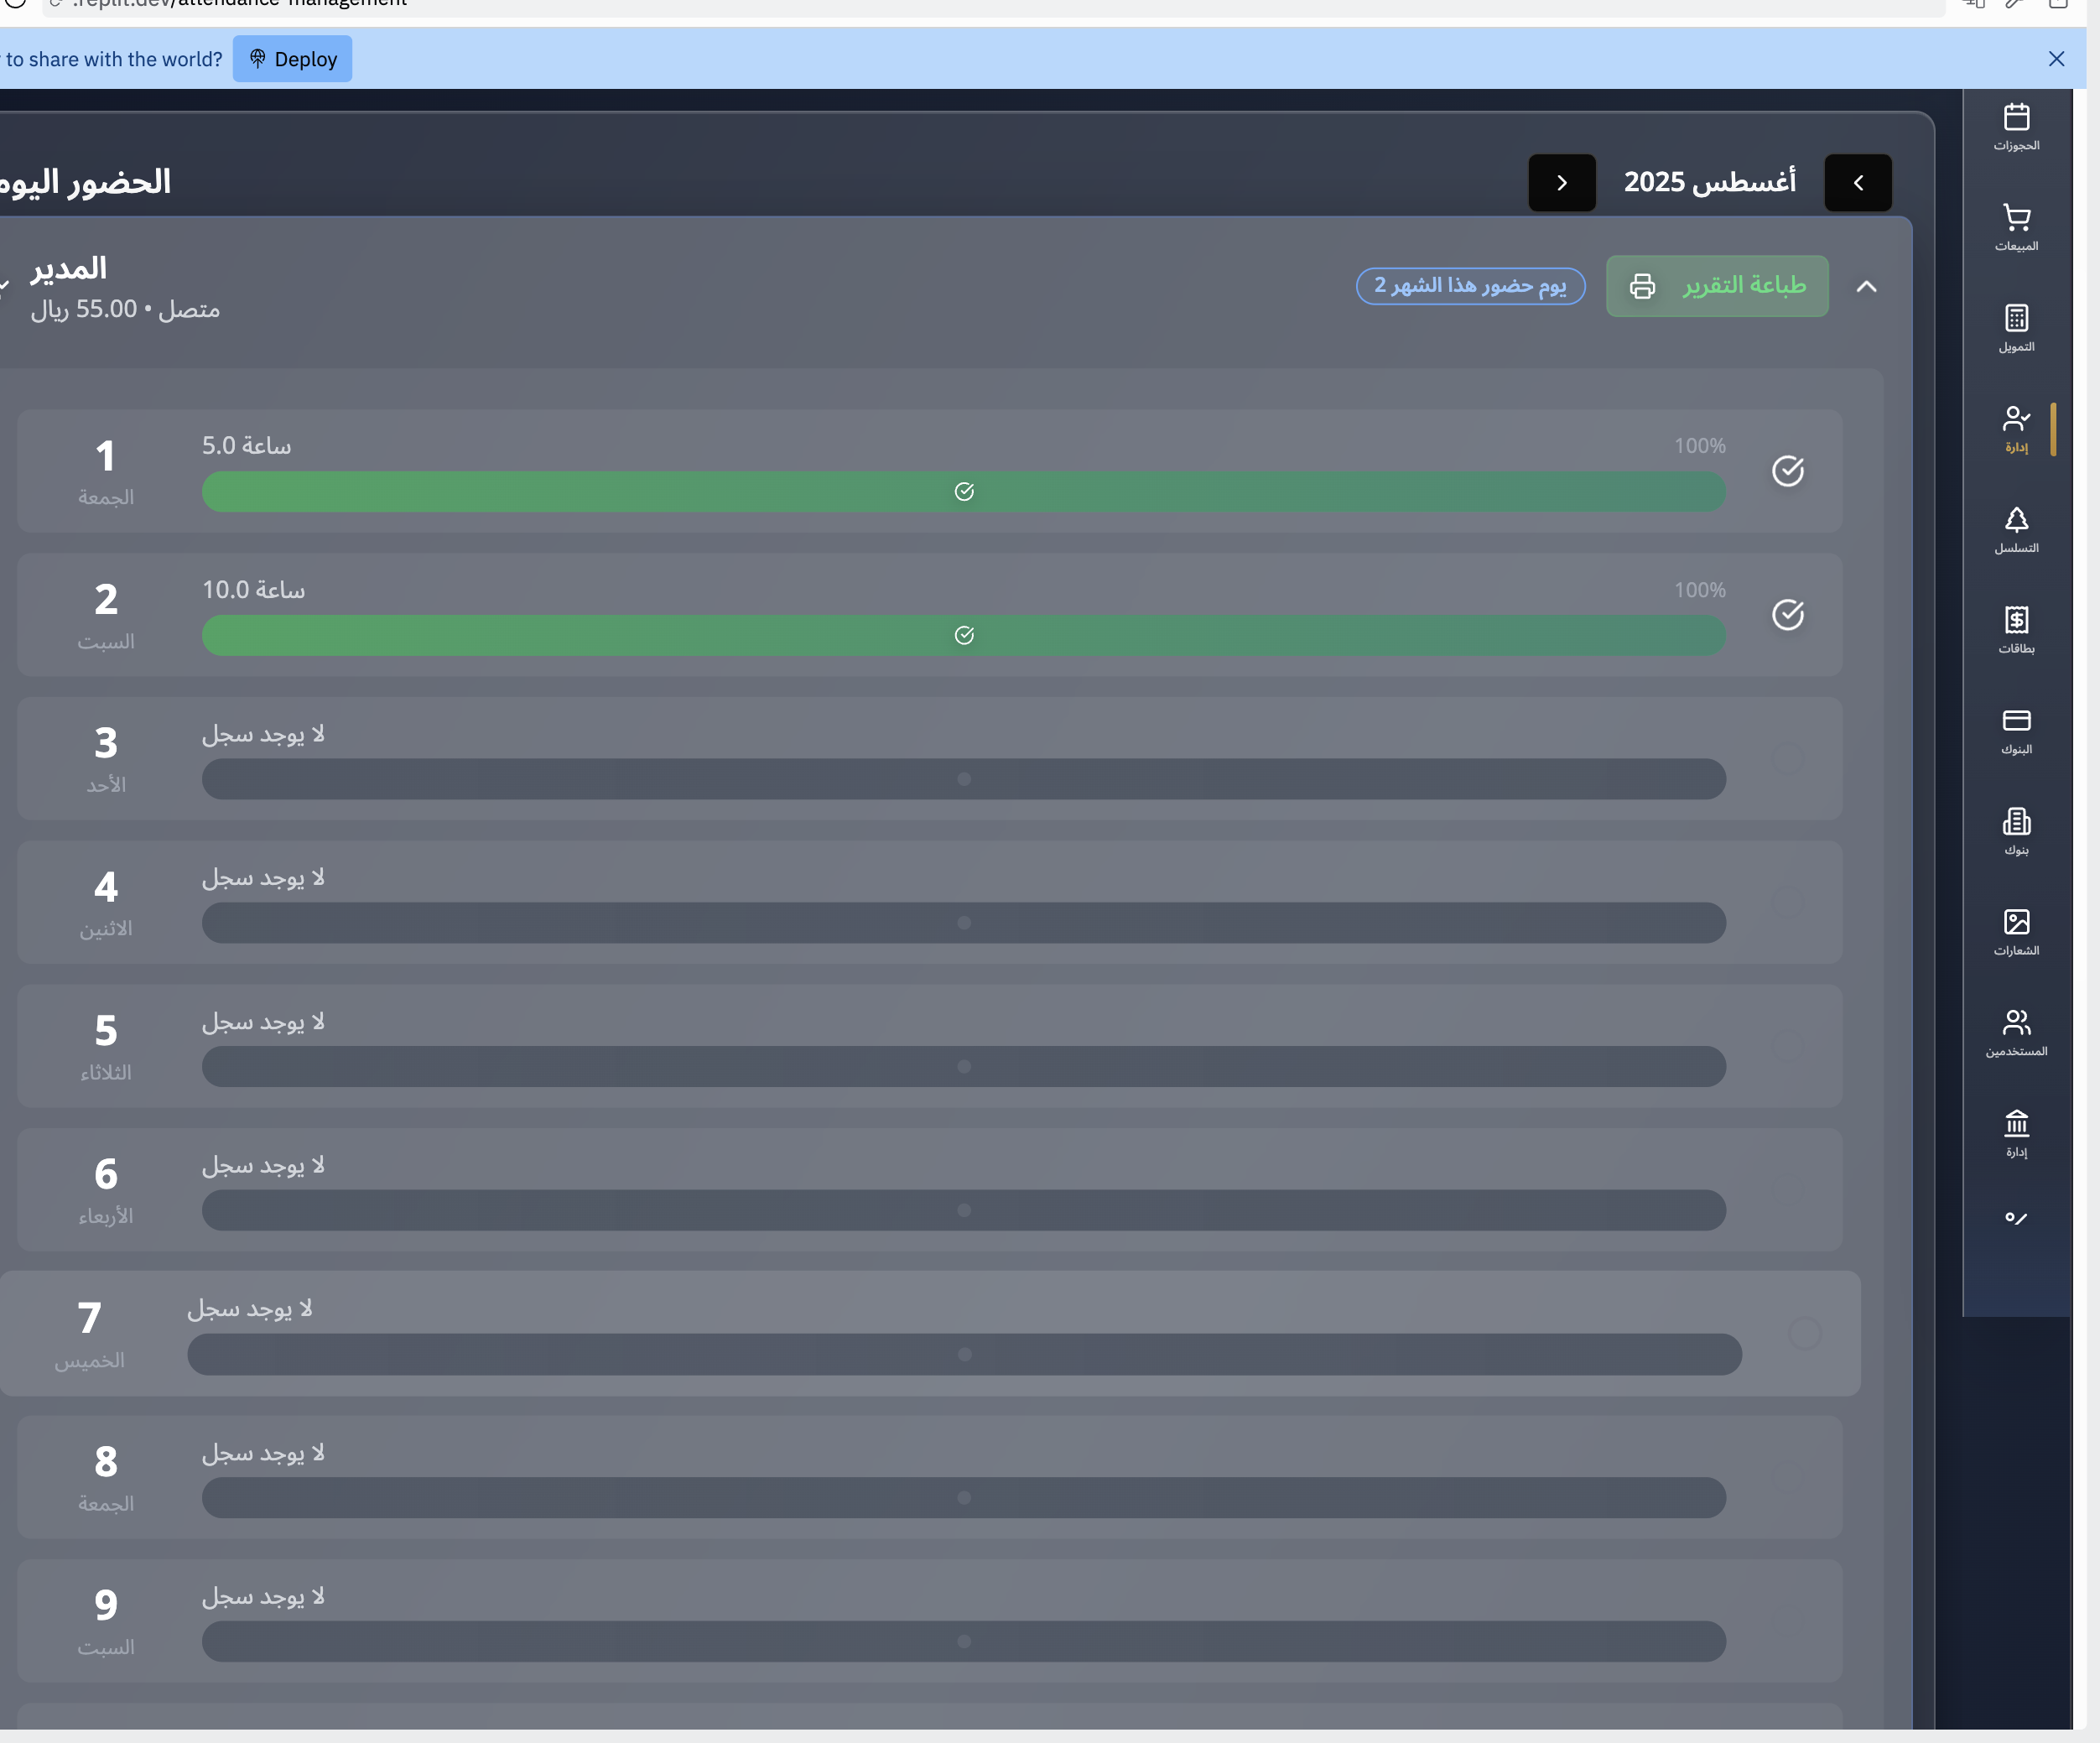 .replit.dev/attendance-management
to share with the world?
Deploy
أغسطس 2025
الحضور اليوم
طباعة التقرير
2 يوم حضور هذا الشهر
المدير
متصل • 55.00 ريال
1
الجمعة
5.0 ساعة
100%
2
السبت
10.0 ساعة
100%
3
الأحد
لا يوجد سجل
4
الاثنين
لا يوجد سجل
5
الثلاثاء
لا يوجد سجل
6
الأربعاء
لا يوجد سجل
7
الخميس
لا يوجد سجل
8
الجمعة
لا يوجد سجل
9
السبت
لا يوجد سجل
الحجوزات
المبيعات
التمويل
إدارة
التسلسل
بطاقات
البنوك
بنوك
الشعارات
المستخدمين
إدارة